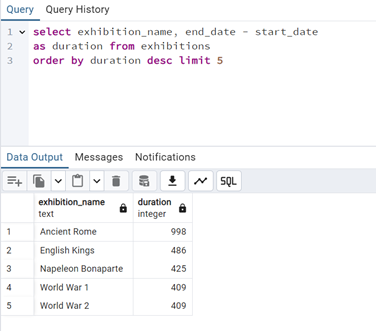 Query Query History
1 select exhibition_name, end_date - start_date
2 as duration from exhibitions
3 order by duration desc limit 5
Data Output Messages Notifications
SQL
exhibition_name duration
text integer
1 Ancient Rome 998
2 English Kings 486
3 Napeleon Bonaparte 425
4 World War 1 409
5 World War 2 409